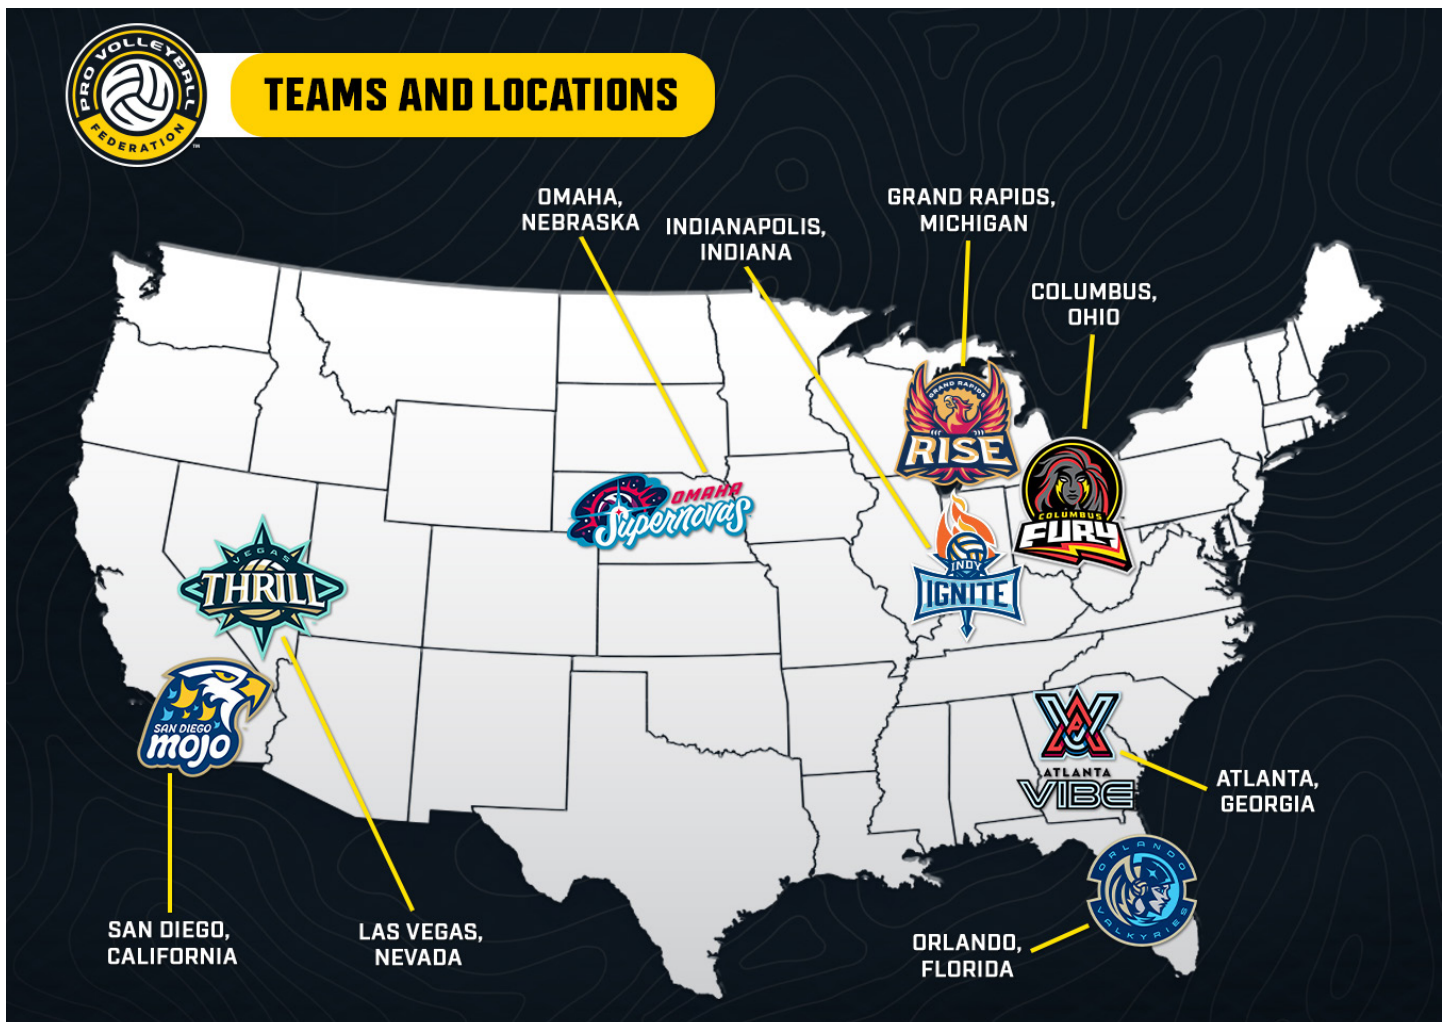 PRO VOLLEYBALL
FEDERATION
TM
TEAMS AND LOCATIONS
OMAHA,
NEBRASKA
INDIANAPOLIS,
INDIANA
GRAND RAPIDS,
MICHIGAN
COLUMBUS,
OHIO
GRAND RAPIDS
RISE
COLUMBUS
FURY
OMAHA
Supernovas
INDY
IGNITE
VEGAS
THRILL
SAN DIEGO
mojo
ATLANTA
VIBE
ATLANTA,
GEORGIA
ORLANDO
VALKYRIES
SAN DIEGO,
CALIFORNIA
LAS VEGAS,
NEVADA
ORLANDO,
FLORIDA